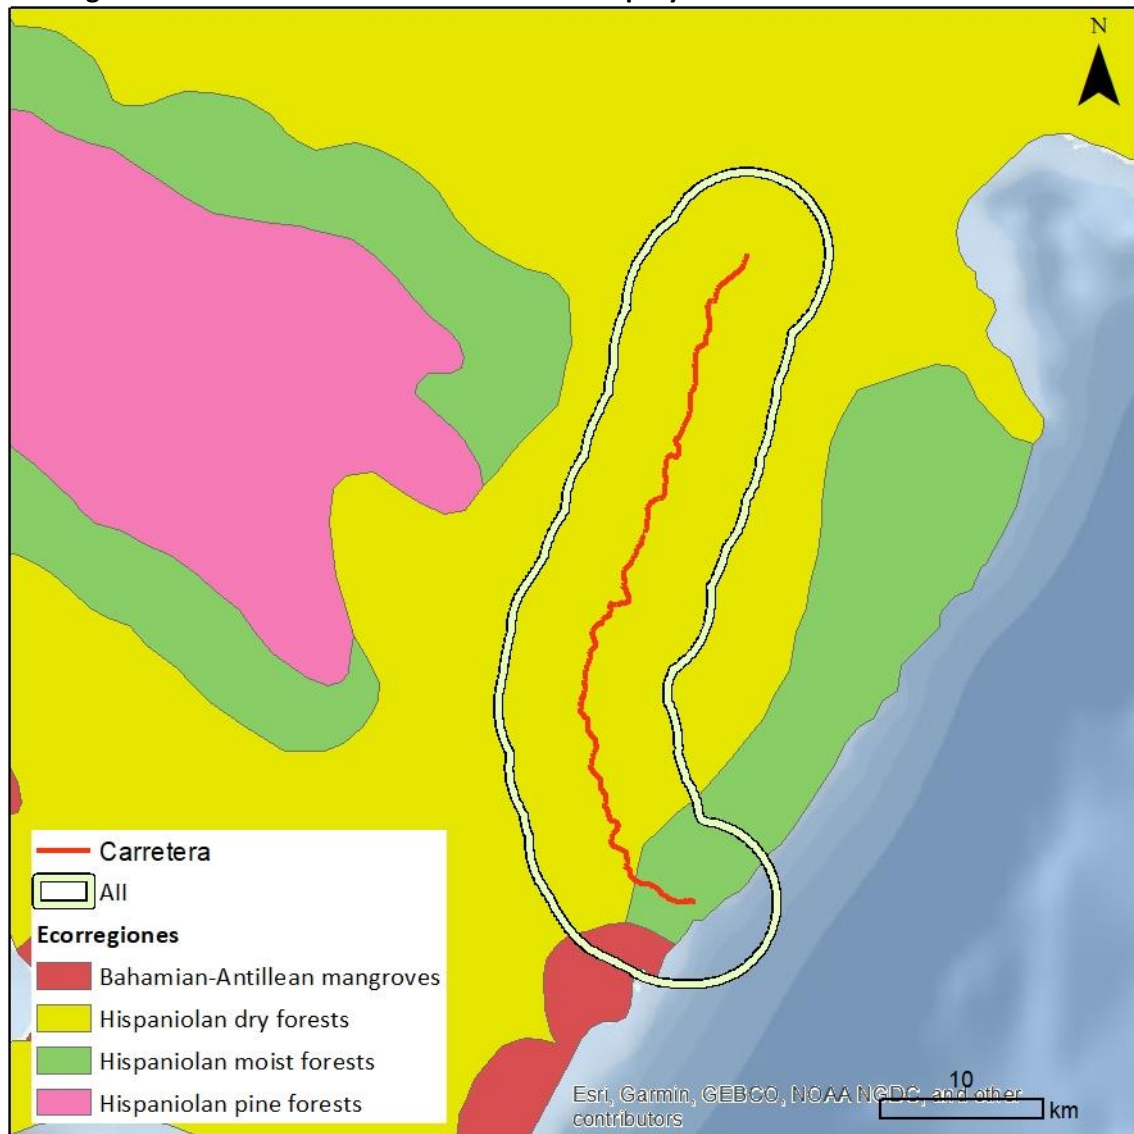 N
Carretera
AII
Ecorregiones
Bahamian-Antillean mangroves
Hispaniolan dry forests
Hispaniolan moist forests
Hispaniolan pine forests
Esri, Garmin, GEBCO, NOAA NGDC, and other
contributors
10
km